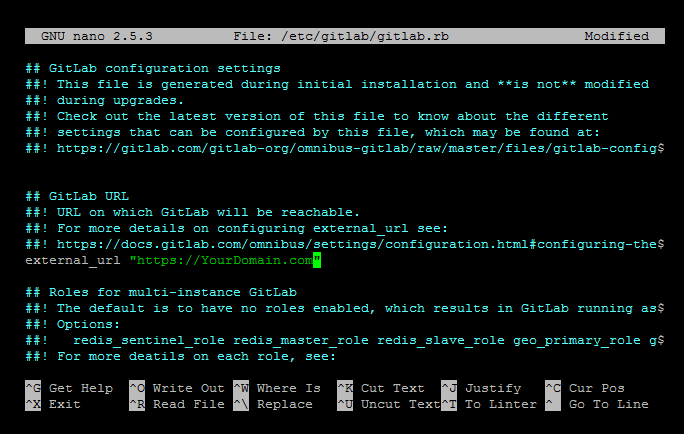 GNU nano 2.5.3 File: /etc/gitlab/gitlab.rb Modified
## GitLab configuration settings
##! This file is generated during initial installation and **is not** modified
##! during upgrades.
##! Check out the latest version of this file to know about the different
##! settings that can be configured by this file, which may be found at:
##! https://gitlab.com/gitlab-org/omnibus-gitlab/raw/master/files/gitlab-config$
## GitLab URL
##! URL on which GitLab will be reachable.
##! For more details on configuring external_url see:
##! https://docs.gitlab.com/omnibus/settings/configuration.html#configuring-the$
external_url "https://YourDomain.com"
## Roles for multi-instance GitLab
##! The default is to have no roles enabled, which results in GitLab running as$
##! Options:
##!   redis_sentinel_role redis_master_role redis_slave_role geo_primary_role g$
##! For more deatils on each role, see:
^G Get Help ^O Write Out ^W Where Is ^K Cut Text ^J Justify ^C Cur Pos
^X Exit ^R Read File ^\ Replace ^U Uncut Text ^T To Linter ^_ Go To Line